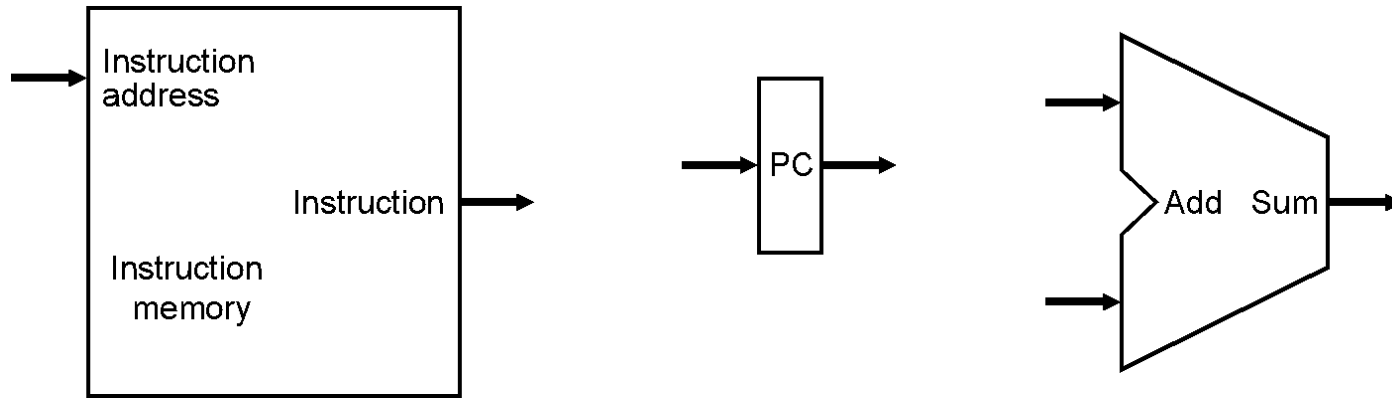 Instruction
address
Instruction
Instruction
memory
PC
Add Sum